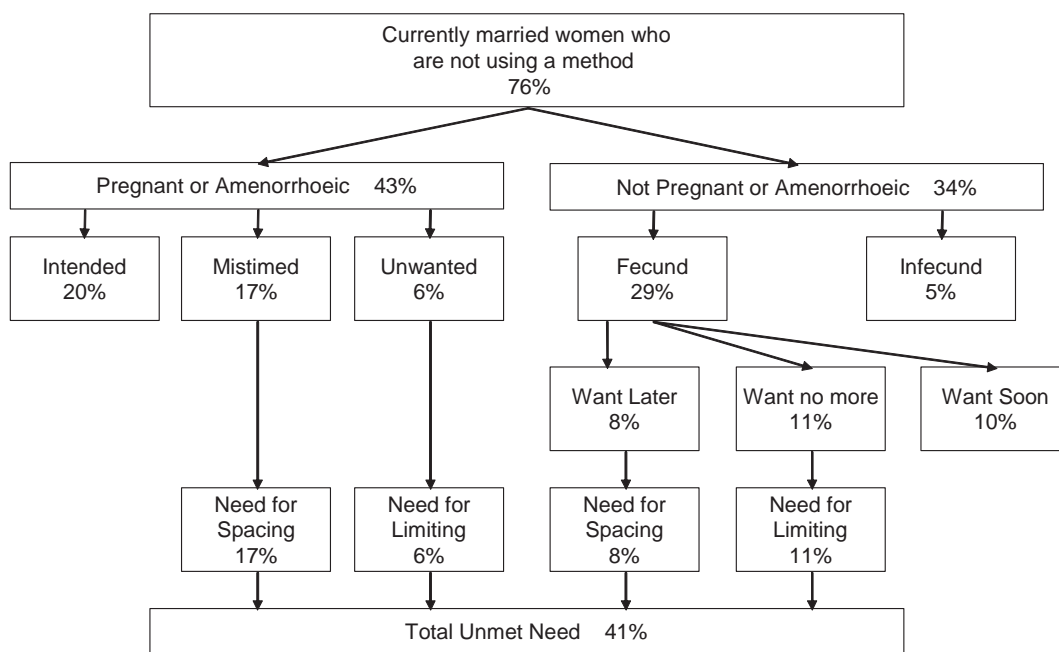 Currently married women who
are not using a method
76%
Pregnant or Amenorrhoeic 43%
Not Pregnant or Amenorrhoeic 34%
Intended
20%
Mistimed
17%
Unwanted
6%
Fecund
29%
Infecund
5%
Want Later
8%
Want no more
11%
Want Soon
10%
Need for
Spacing
17%
Need for
Limiting
6%
Need for
Spacing
8%
Need for
Limiting
11%
Total Unmet Need 41%